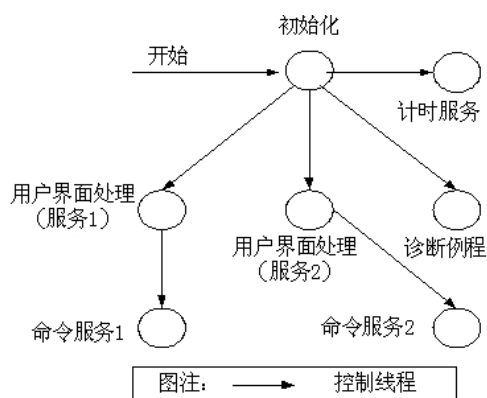 初始化
开始
计时服务
用户界面处理
（服务1）
用户界面处理
（服务2）
诊断例程
命令服务1
命令服务2
图注： 控制线程